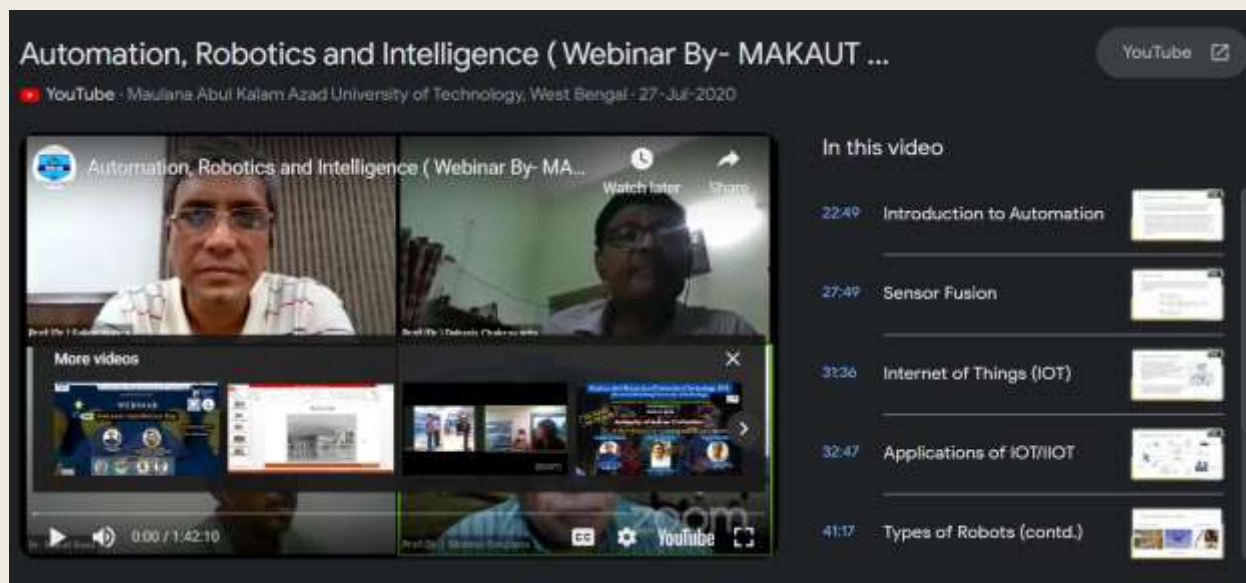 Automation, Robotics and Intelligence ( Webinar By- MAKAUT ...
YouTube
YouTube · Maulana Abul Kalam Azad University of Technology, West Bengal · 27-Jul-2020
Automation, Robotics and Intelligence ( Webinar By- MA...
Watch later
Share
In this video
22:49 Introduction to Automation
27:49 Sensor Fusion
31:36 Internet of Things (IOT)
32:47 Applications of IOT/IIOT
41:17 Types of Robots (contd.)
More videos
WEBINAR
0:00 / 1:42:10
zoom
CC
YouTube